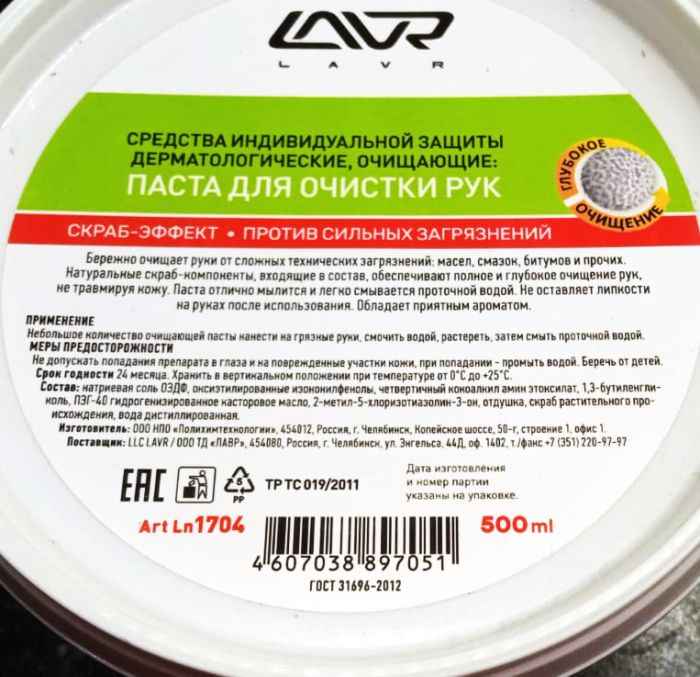 LAVR
LAVR
СРЕДСТВА ИНДИВИДУАЛЬНОЙ ЗАЩИТЫ
ДЕРМАТОЛОГИЧЕСКИЕ, ОЧИЩАЮЩИЕ:
ПАСТА ДЛЯ ОЧИСТКИ РУК
ГЛУБОКОЕ
ОЧИЩЕНИЕ
СКРАБ-ЭФФЕКТ • ПРОТИВ СИЛЬНЫХ ЗАГРЯЗНЕНИЙ
Бережно очищает руки от сложных технических загрязнений: масел, смазок, битумов и прочих.
Натуральные скраб-компоненты, входящие в состав, обеспечивают полное и глубокое очищение рук,
не травмируя кожу. Паста отлично мылится и легко смывается проточной водой. Не оставляет липкости
на руках после использования. Обладает приятным ароматом.
ПРИМЕНЕНИЕ
Небольшое количество очищающей пасты нанести на грязные руки, смочить водой, растереть, затем смыть проточной водой.
МЕРЫ ПРЕДОСТОРОЖНОСТИ
Не допускать попадания препарата в глаза и на поврежденные участки кожи, при попадании - промыть водой. Беречь от детей.
Срок годности 24 месяца. Хранить в вертикальном положении при температуре от 0°C до +25°C.
Состав: натриевая соль ОЭДФ, оксиэтилированные изононилфенолы, четвертичный кокоалкил амин этоксилат, 1,3-бутиленгли-
коль, ПЭГ-40 гидрогенизированное касторовое масло, 2-метил-5-хлоризотиазолин-3-он, отдушка, скраб растительного про-
исхождения, вода дистиллированная.
Изготовитель: ООО НПО «Полихимтехнологии», 454012, Россия, г. Челябинск, Копейское шоссе, 50-г, строение 1. офис 1.
Поставщик: LLC LAVR / ООО ТД «ЛАВР», 454080, Россия, г. Челябинск, ул. Энгельса. 44Д, оф. 1402, т./факс +7 (351) 220-97-97
EAC
5
PP
ТР ТС 019/2011
Дата изготовления
и номер партии
указаны на упаковке.
Art Ln1704
500 ml
4 607038 897051
ГОСТ 31696-2012